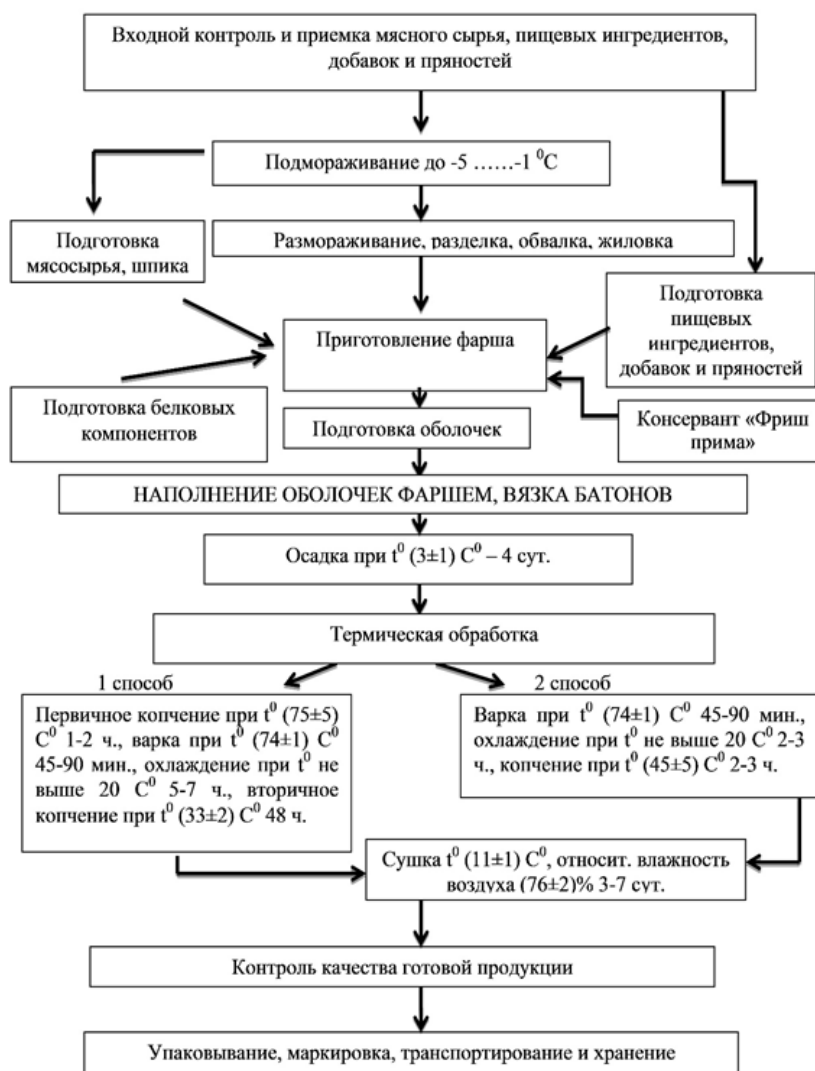 Входной контроль и приемка мясного сырья, пищевых ингредиентов,
добавок и пряностей
Подмораживание до -5 ......-1 ⁰С
Подготовка
мясосырья, шпика
Размораживание, разделка, обвалка, жиловка
Подготовка
пищевых
ингредиентов,
добавок и пряностей
Приготовление фарша
Подготовка белковых
компонентов
Подготовка оболочек
Консервант «Фриш
прима»
НАПОЛНЕНИЕ ОБОЛОЧЕК ФАРШЕМ, ВЯЗКА БАТОНОВ
Осадка при t⁰ (3±1) С⁰ – 4 сут.
Термическая обработка
1 способ
Первичное копчение при t⁰ (75±5)
С⁰ 1-2 ч., варка при t⁰ (74±1) С⁰
45-90 мин., охлаждение при t⁰ не
выше 20 С⁰ 5-7 ч., вторичное
копчение при t⁰ (33±2) С⁰ 48 ч.
2 способ
Варка при t⁰ (74±1) С⁰ 45-90 мин.,
охлаждение при t⁰ не выше 20 С⁰ 2-3
ч., копчение при t⁰ (45±5) С⁰ 2-3 ч.
Сушка t⁰ (11±1) С⁰, относит. влажность
воздуха (76±2)% 3-7 сут.
Контроль качества готовой продукции
Упаковывание, маркировка, транспортирование и хранение